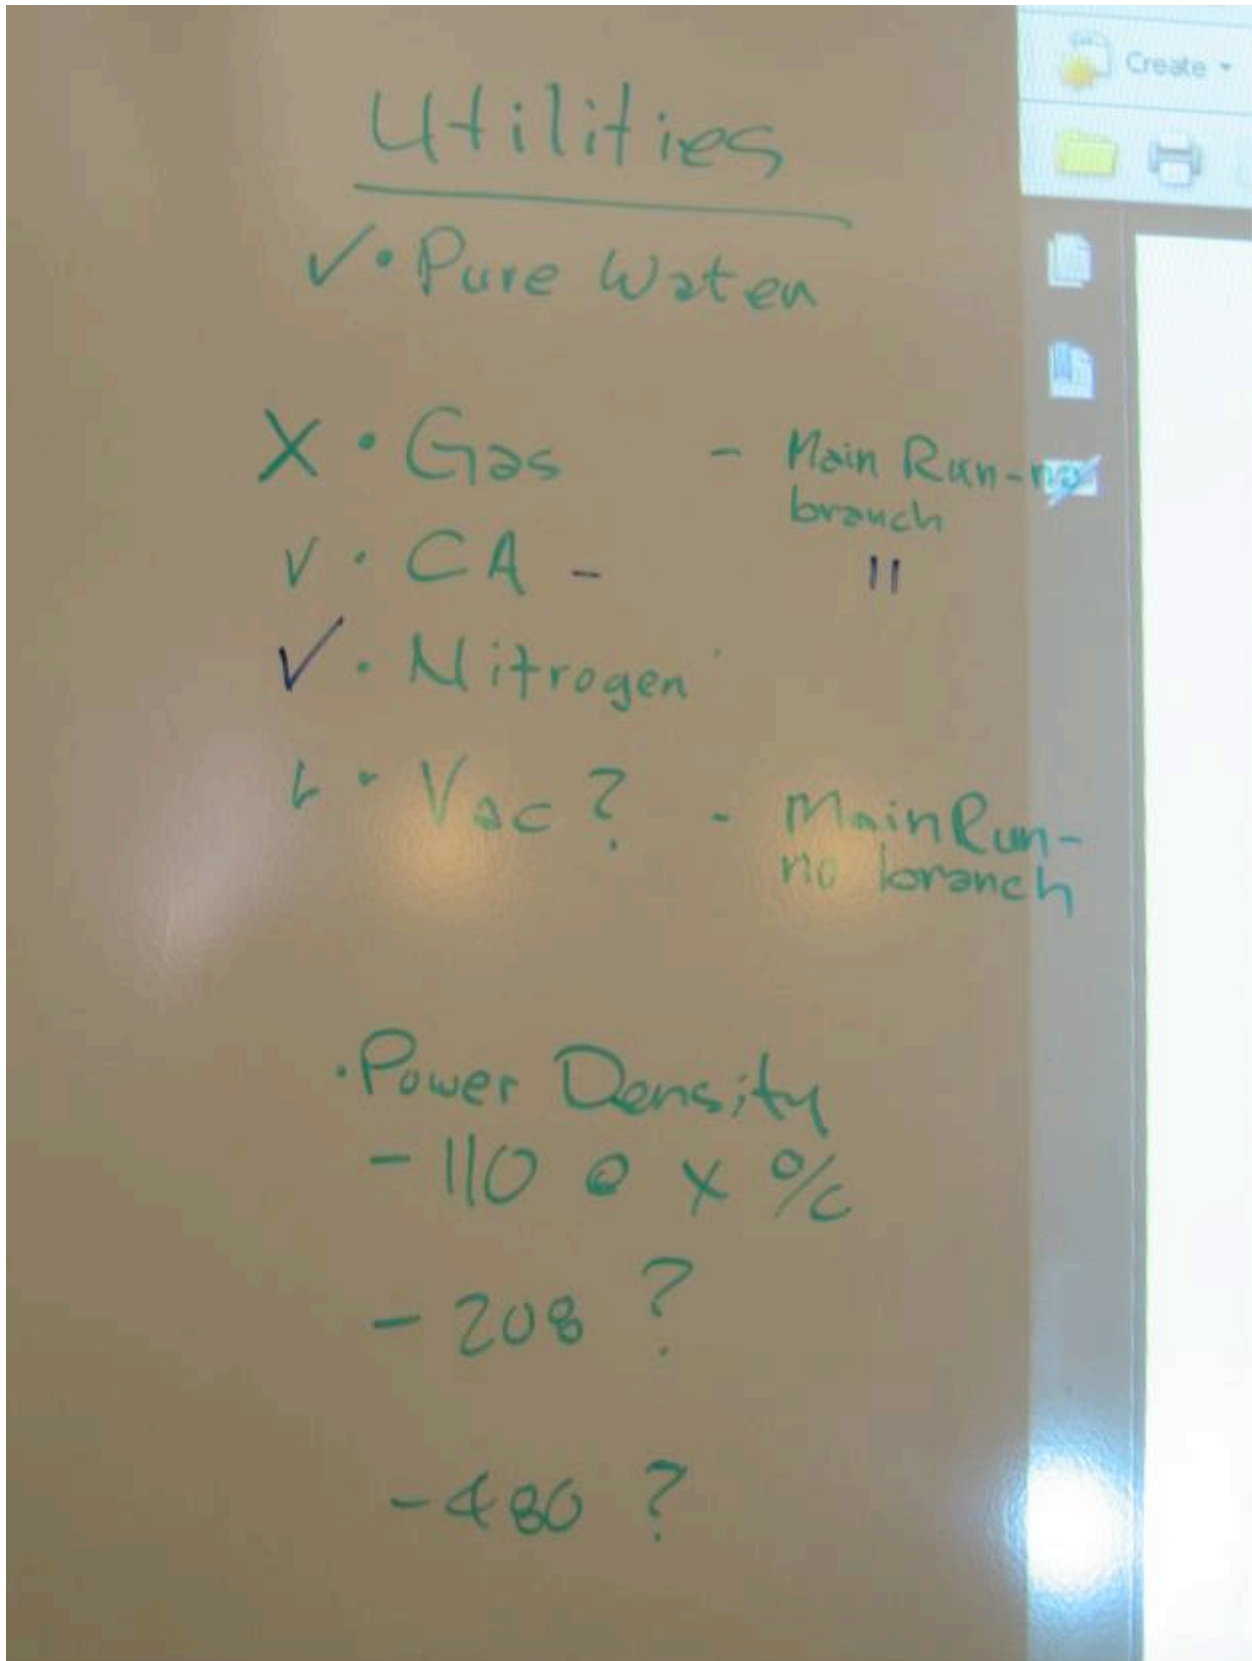 Create
Utilities
✓ • Pure Water
X • Gas - Main Run - no
branch
✓ • CA - 11
✓ • Nitrogen
• Vac ? - Main Run -
no branch
• Power Density
- 110 @ x %
- 208 ?
- 480 ?